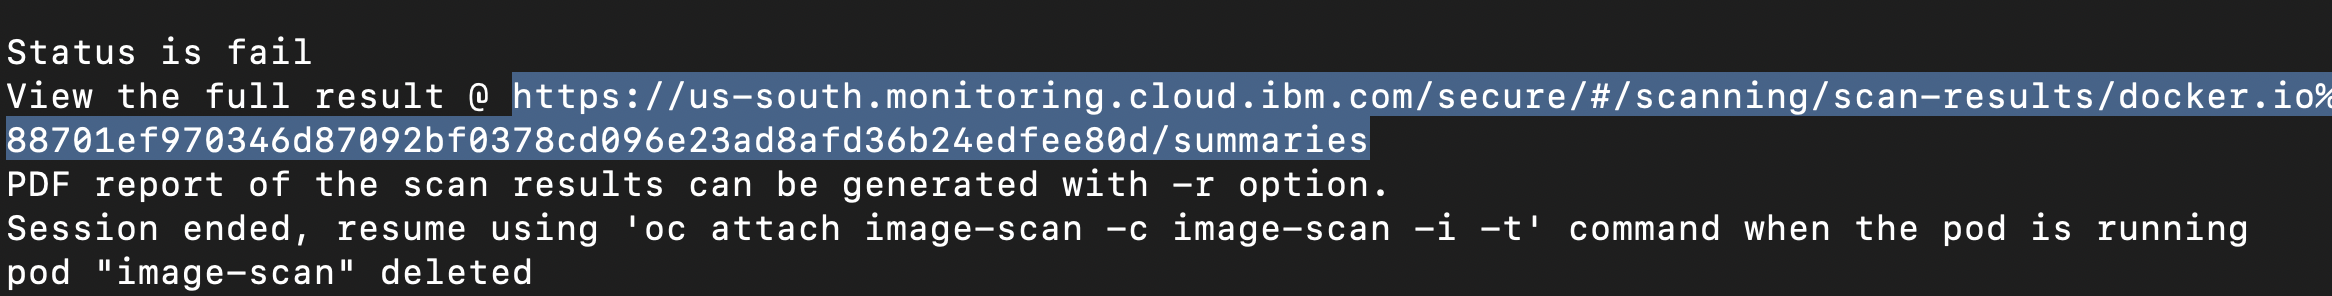 Status is fail
View the full result @ https://us-south.monitoring.cloud.ibm.com/secure/#/scanning/scan-results/docker.io%
88701ef970346d87092bf0378cd096e23ad8afd36b24edfee80d/summaries
PDF report of the scan results can be generated with -r option.
Session ended, resume using 'oc attach image-scan -c image-scan -i -t' command when the pod is running
pod "image-scan" deleted